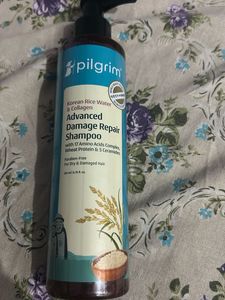 pilgrim
Korean Rice Water
& Collagen
Advanced
Damage Repair
Shampoo
with 17 Amino Acids Complex,
Wheat Protein & 5 Ceramides
Paraben-Free
For Dry & Damaged Hair